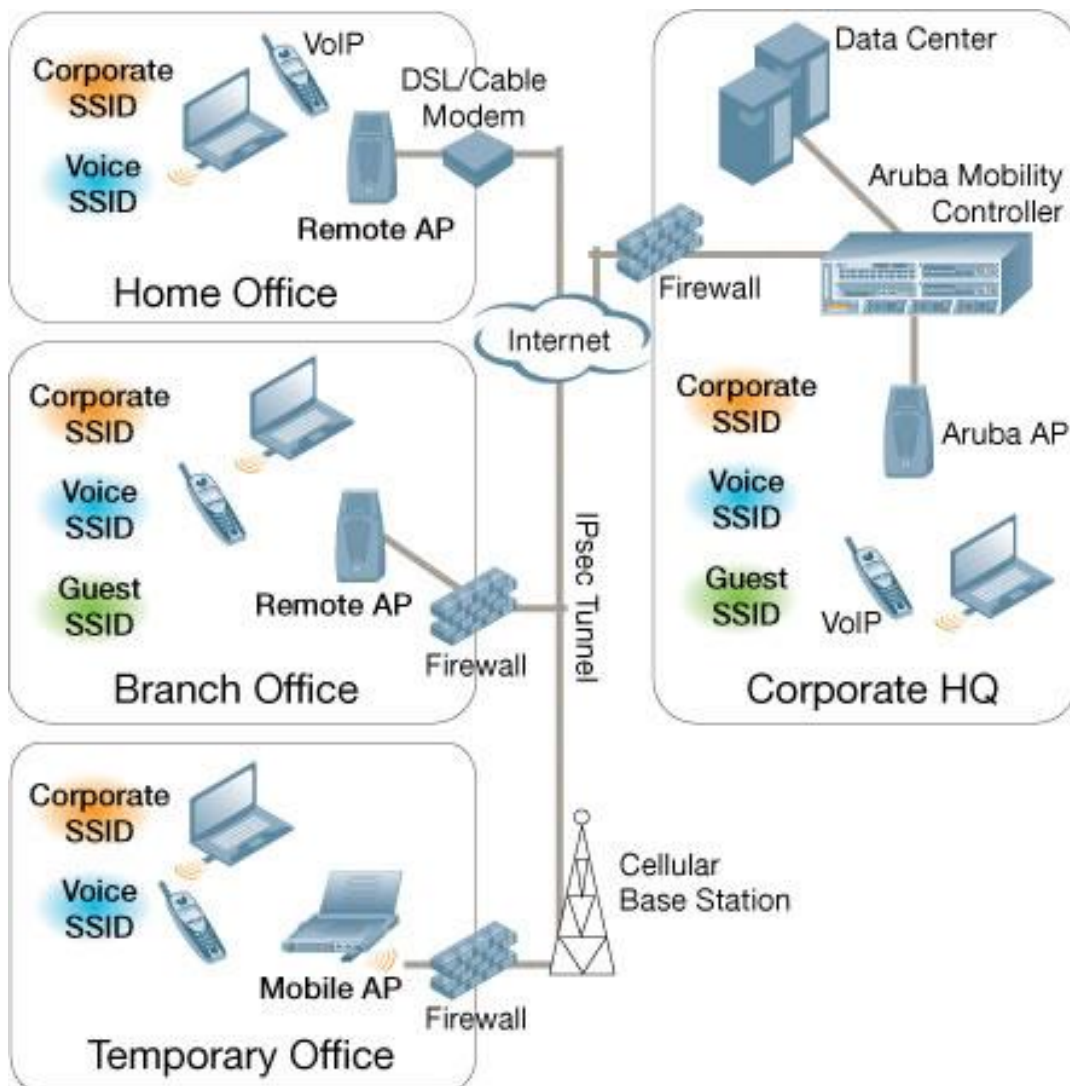 Corporate
SSID
Voice
SSID
VoIP
DSL/Cable
Modem
Remote AP
Home Office
Data Center
Aruba Mobility
Controller
Firewall
Internet
Corporate
SSID
Voice
SSID
Guest
SSID
Remote AP
Firewall
Branch Office
IPsec Tunnel
Corporate
SSID
Aruba AP
Voice
SSID
Guest
SSID
VoIP
Corporate HQ
Corporate
SSID
Voice
SSID
Mobile AP
Firewall
Temporary Office
Cellular
Base Station